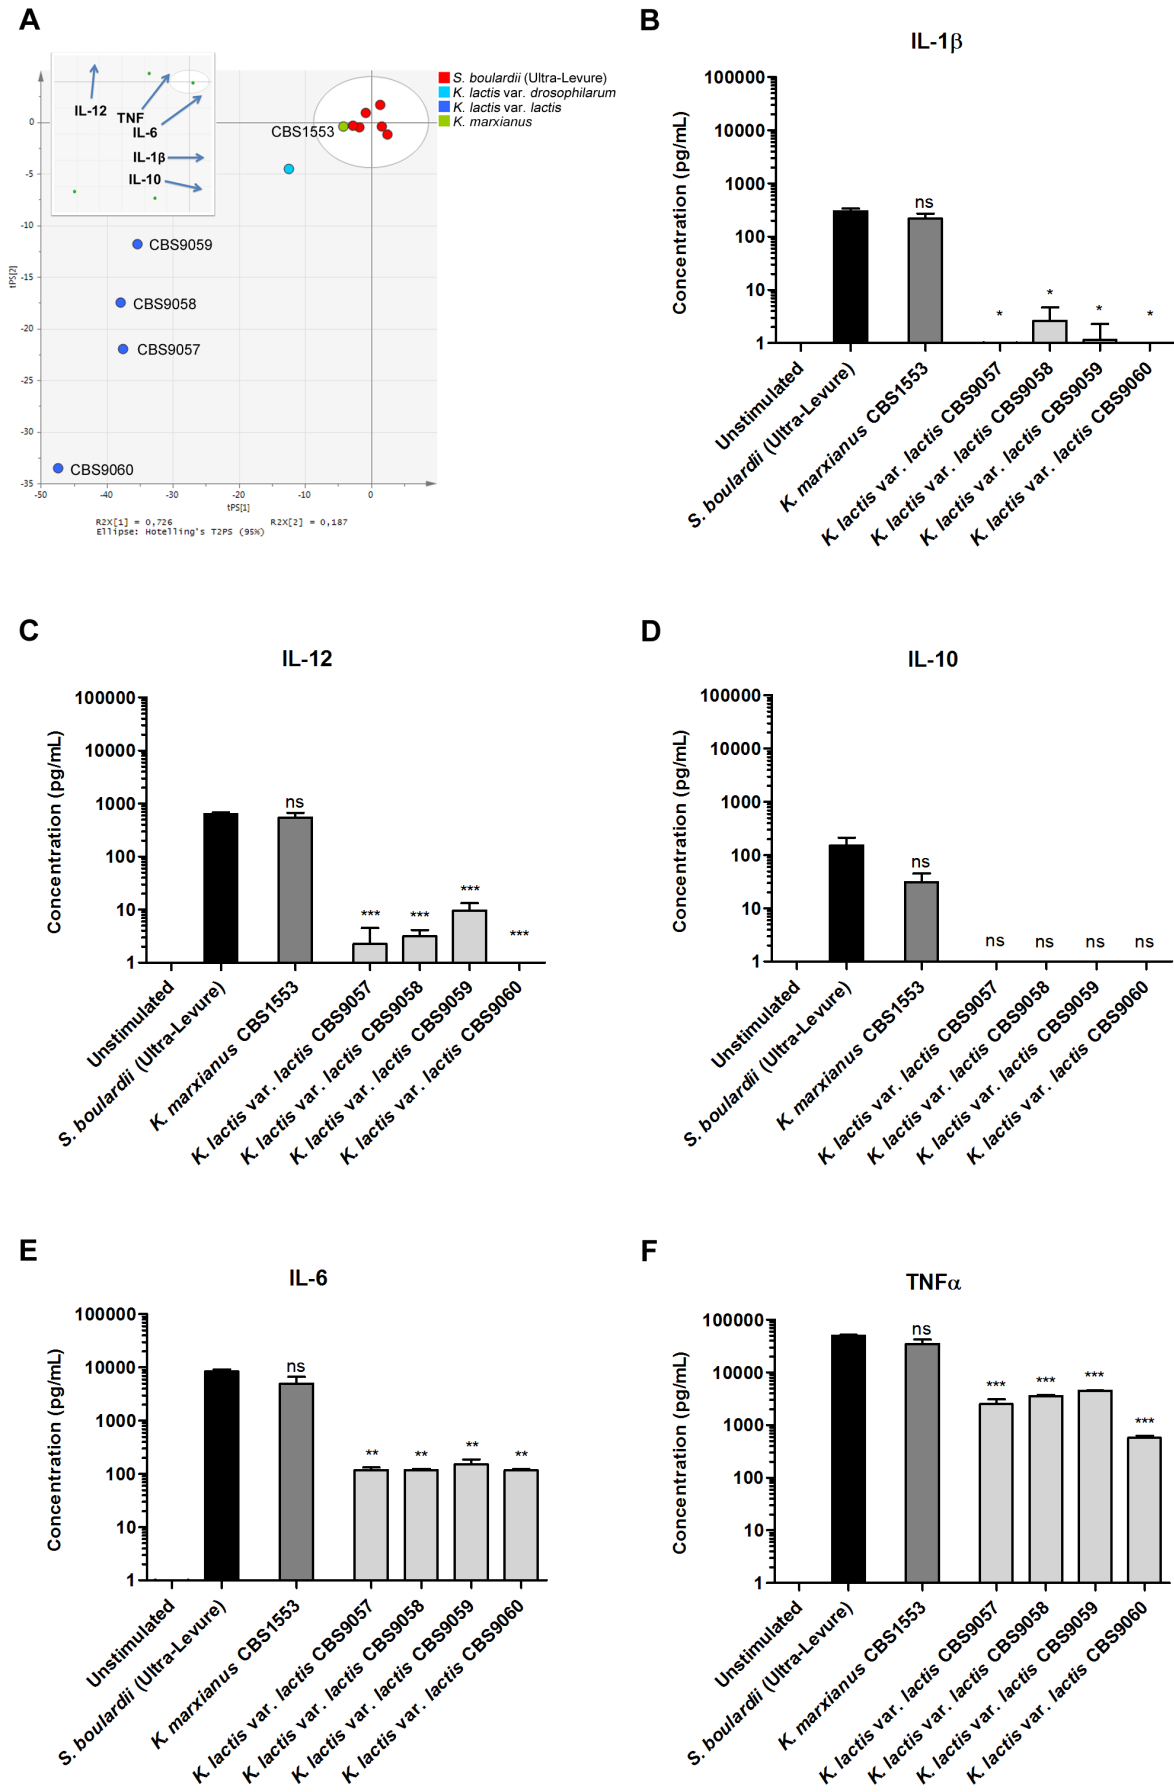 A
IL-12
TNF
IL-6
IL-1β
IL-10
S. boulardii (Ultra-Levure)
K. lactis var. drosophilarum
K. lactis var. lactis
K. marxianus
CBS1553
CBS9059
CBS9058
CBS9057
CBS9060
0
-5
-10
-15
-20
-25
-30
-35
tPS[2]
-50
-40
-30
-20
-10
0
tPS[1]
R2X[1] = 0,726
R2X[2] = 0,187
Ellipse: Hotelling's T2PS (95%)
B
IL-1β
Concentration (pg/mL)
100000
10000
1000
100
10
1
ns
*
*
*
*
Unstimulated
S. boulardii (Ultra-Levure)
K. marxianus CBS1553
K. lactis var. lactis CBS9057
K. lactis var. lactis CBS9058
K. lactis var. lactis CBS9059
K. lactis var. lactis CBS9060
C
IL-12
Concentration (pg/mL)
100000
10000
1000
100
10
1
ns
***
***
***
***
Unstimulated
S. boulardii (Ultra-Levure)
K. marxianus CBS1553
K. lactis var. lactis CBS9057
K. lactis var. lactis CBS9058
K. lactis var. lactis CBS9059
K. lactis var. lactis CBS9060
D
IL-10
Concentration (pg/mL)
100000
10000
1000
100
10
1
ns
ns
ns
ns
ns
Unstimulated
S. boulardii (Ultra-Levure)
K. marxianus CBS1553
K. lactis var. lactis CBS9057
K. lactis var. lactis CBS9058
K. lactis var. lactis CBS9059
K. lactis var. lactis CBS9060
E
IL-6
Concentration (pg/mL)
100000
10000
1000
100
10
1
ns
**
**
**
**
Unstimulated
S. boulardii (Ultra-Levure)
K. marxianus CBS1553
K. lactis var. lactis CBS9057
K. lactis var. lactis CBS9058
K. lactis var. lactis CBS9059
K. lactis var. lactis CBS9060
F
TNFα
Concentration (pg/mL)
100000
10000
1000
100
10
1
ns
***
***
***
***
Unstimulated
S. boulardii (Ultra-Levure)
K. marxianus CBS1553
K. lactis var. lactis CBS9057
K. lactis var. lactis CBS9058
K. lactis var. lactis CBS9059
K. lactis var. lactis CBS9060